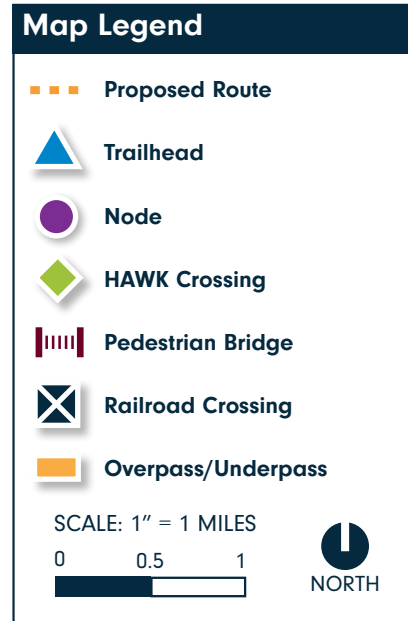 Map Legend
Proposed Route
Trailhead
Node
HAWK Crossing
Pedestrian Bridge
Railroad Crossing
Overpass/Underpass
SCALE: 1" = 1 MILES
0 0.5 1
NORTH